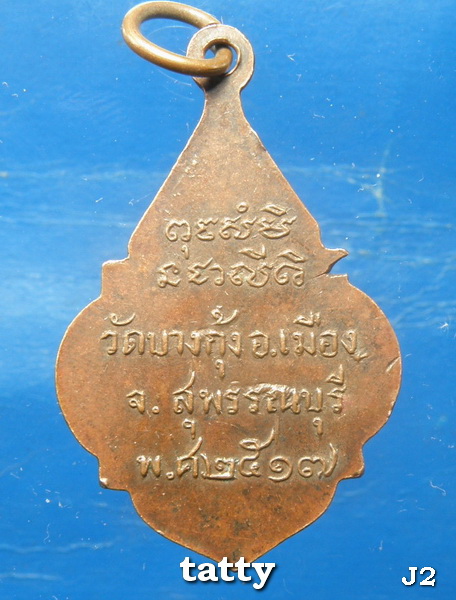 วัดบางกุ้ง อ.เมือง
จ. สุพรรณบุรี
พ.ศ๒๕๑๗
tatty
J2